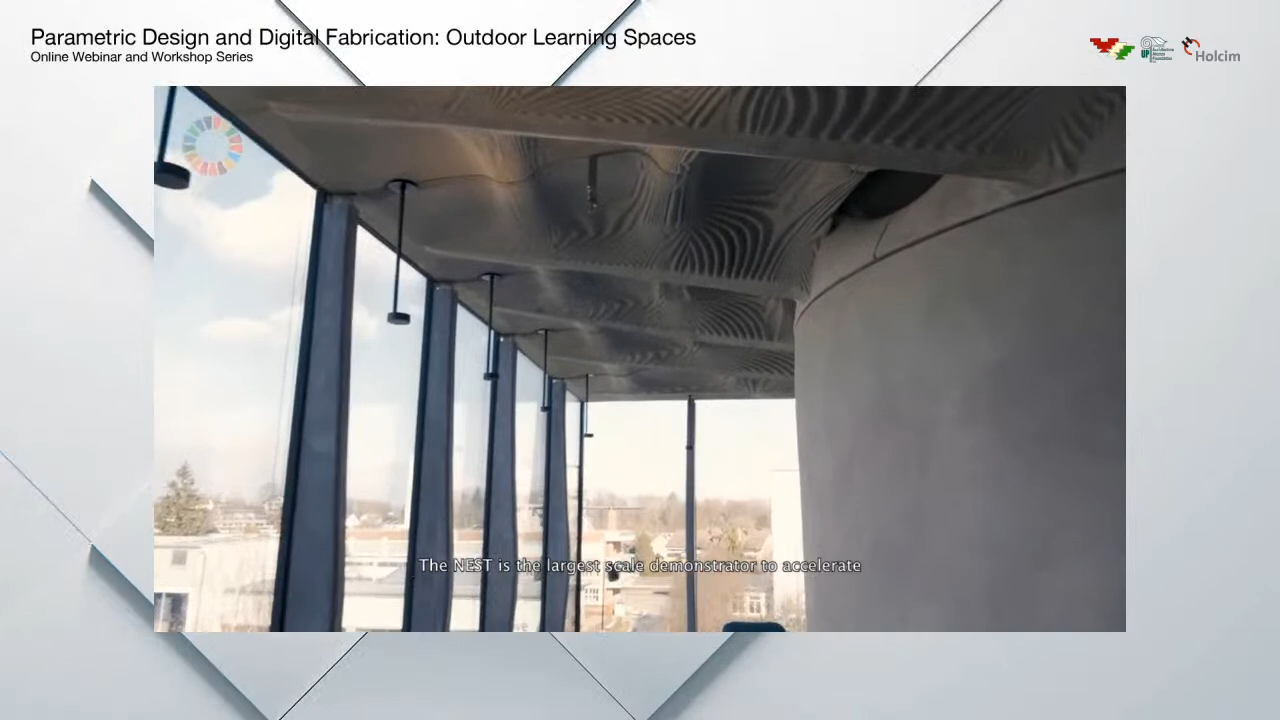 Parametric Design and Digital Fabrication: Outdoor Learning Spaces
Online Webinar and Workshop Series
UP
Holcim
The NEST is the largest scale demonstrator to accelerate